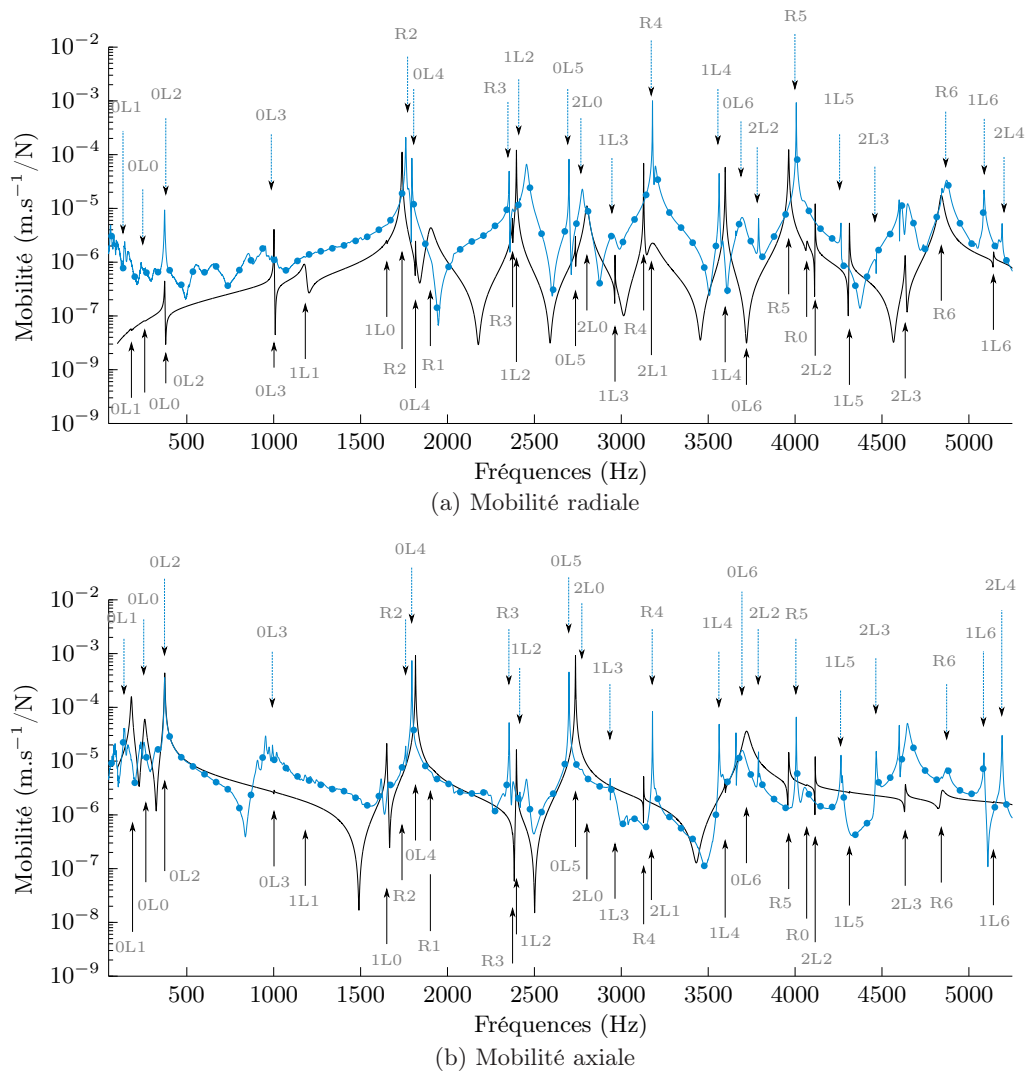 R2 R4 R5
1L2 0L5 1L4
0L4
R3 2L0 0L6
0L1 0L2 0L3 1L3 2L2 1L5 R6 1L6
0L0 2L3 2L4
10⁻²
10⁻³
10⁻⁴
10⁻⁵
10⁻⁶
10⁻⁷
10⁻⁸
10⁻⁹
Mobilité (m.s⁻¹/N)
0L1 0L0 0L2 0L3 1L1 1L0 R2 0L4 R1 R3 1L2 0L5 2L0 1L3 R4 2L1 1L4 0L6 R5 R0 2L2 1L5 2L3 R6 1L6
500 1000 1500 2000 2500 3000 3500 4000 4500 5000
Fréquences (Hz)
(a) Mobilité radiale
0L4 0L5
0L2 0L6
0L1 0L0 0L3 R2 R3 1L2 2L0 1L3 R4 1L4 2L2 R5 1L5 2L3 R6 1L6 2L4
10⁻²
10⁻³
10⁻⁴
10⁻⁵
10⁻⁶
10⁻⁷
10⁻⁸
10⁻⁹
Mobilité (m.s⁻¹/N)
0L1 0L0 0L2 0L3 1L1 1L0 R2 0L4 R1 R3 1L2 0L5 2L0 1L3 R4 2L1 1L4 0L6 R5 R0 2L2 1L5 2L3 R6 1L6
500 1000 1500 2000 2500 3000 3500 4000 4500 5000
Fréquences (Hz)
(b) Mobilité axiale